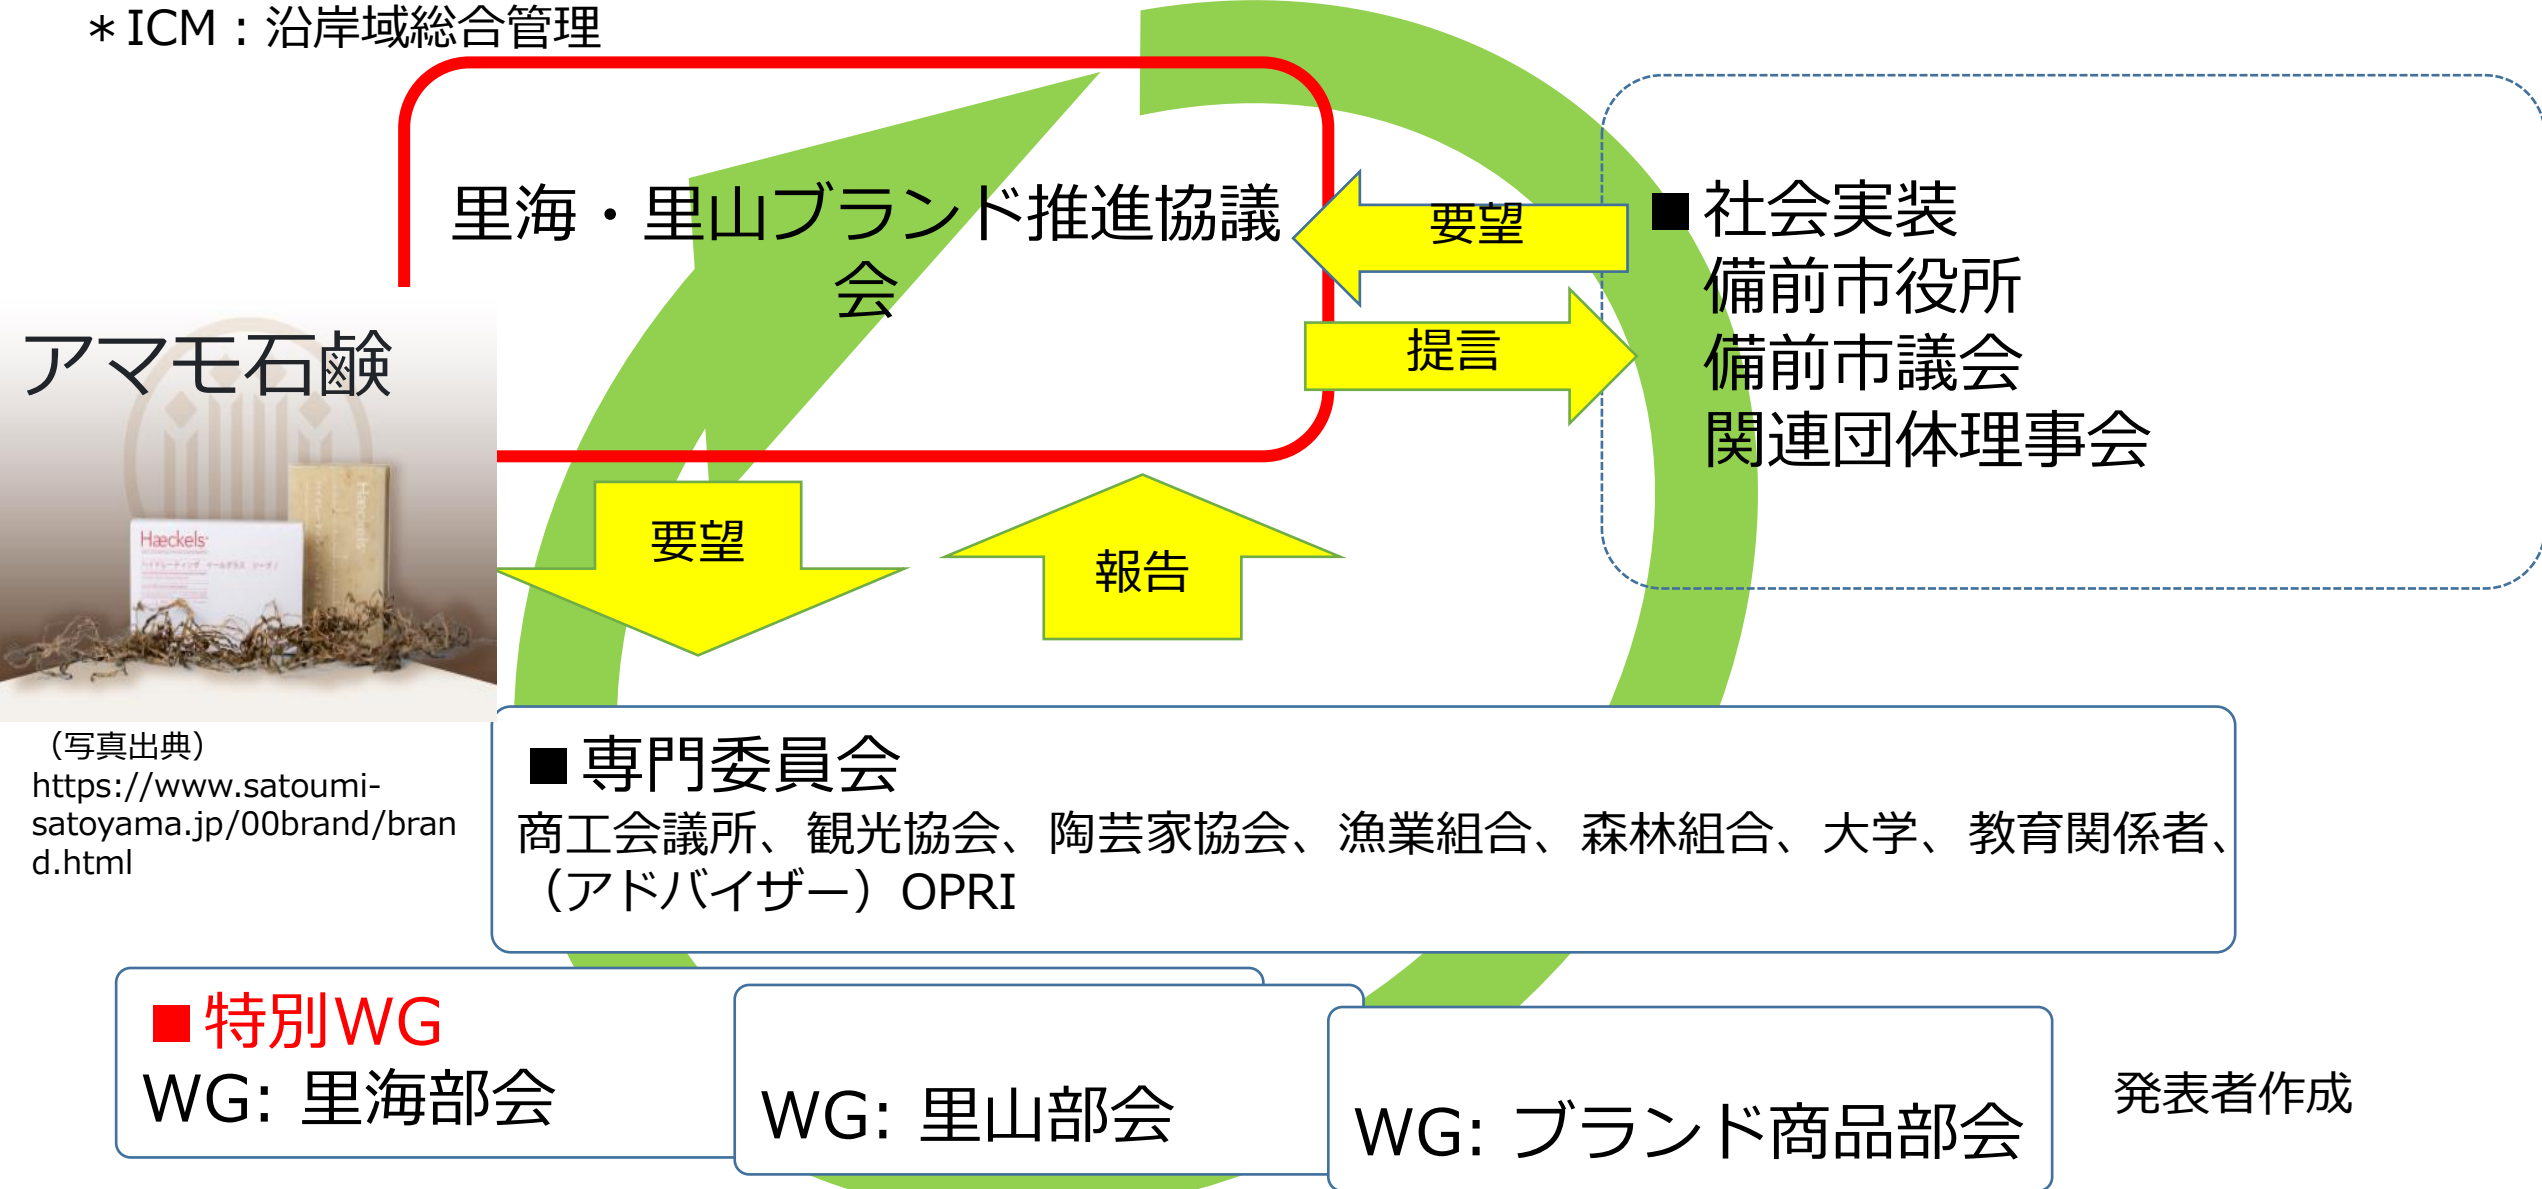 ＊ICM：沿岸域総合管理
里海・里山ブランド推進協議
会
要望
提言
■社会実装
備前市役所
備前市議会
関連団体理事会
アマモ石鹸
Hæckels
Haeckels
要望
報告
（写真出典）
https://www.satoumi-
satoyama.jp/00brand/bran
d.html
■専門委員会
商工会議所、観光協会、陶芸家協会、漁業組合、森林組合、大学、教育関係者、
（アドバイザー）OPRI
■特別WG
WG: 里海部会
WG: 里山部会
WG: ブランド商品部会
発表者作成